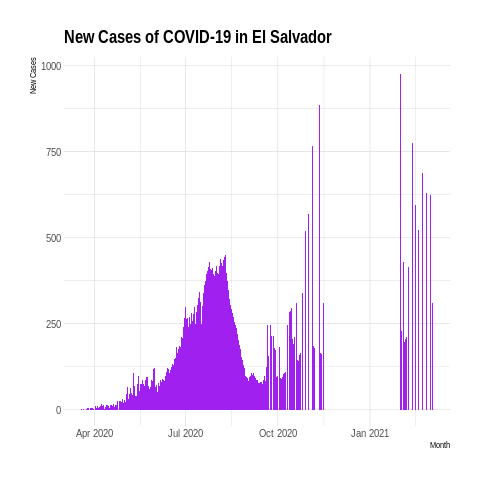 New Cases of COVID-19 in El Salvador
New Cases
1000
750
500
250
0
Apr 2020
Jul 2020
Oct 2020
Jan 2021
Month